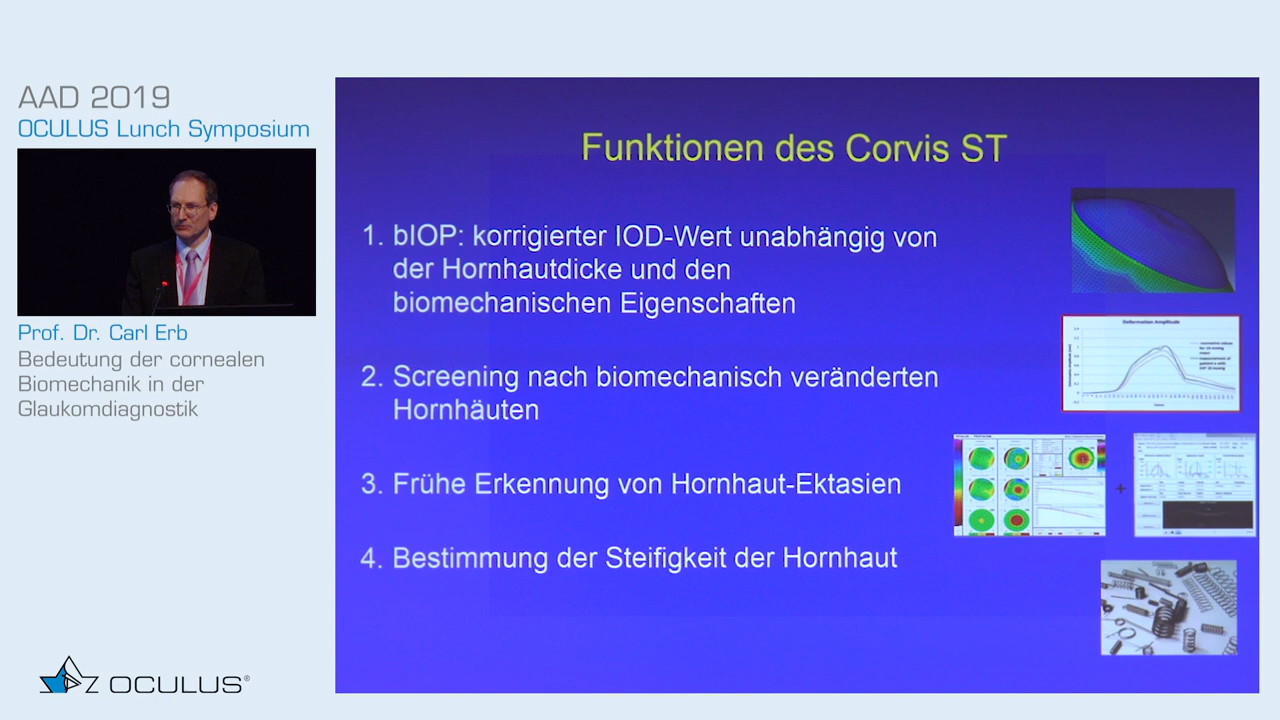 AAD 2019
OCULUS Lunch Symposium
Prof. Dr. Carl Erb
Bedeutung der cornealen
Biomechanik in der
Glaukomdiagnostik
OCULUS®
Funktionen des Corvis ST
1. bIOP: korrigierter IOD-Wert unabhängig von
der Hornhautdicke und den
biomechanischen Eigenschaften
2. Screening nach biomechanisch veränderten
Hornhäuten
3. Frühe Erkennung von Hornhaut-Ektasien
4. Bestimmung der Steifigkeit der Hornhaut
Deformation Amplitude
+